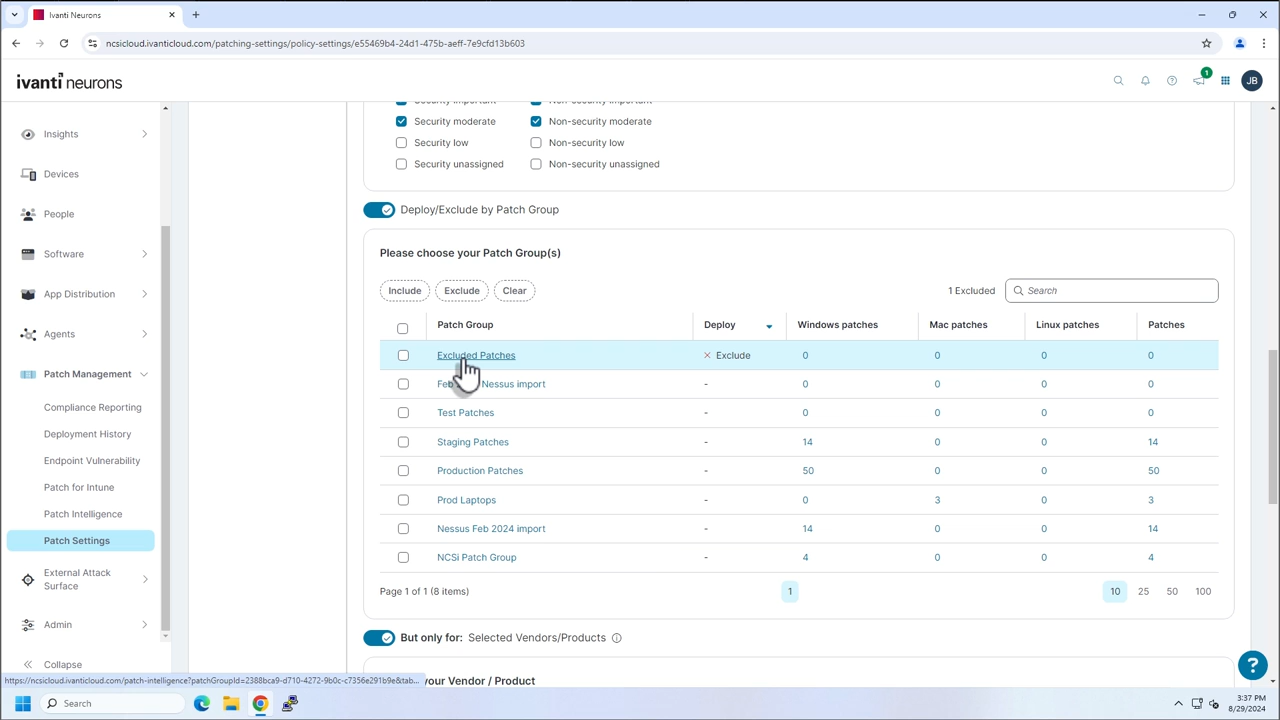 Ivanti Neurons
ncsicloud.ivanticloud.com/patching-settings/policy-settings/e55469b4-24d1-475b-aeff-7e9cfd13b603
ivanti neurons
1
JB
Insights
Devices
People
Software
App Distribution
Agents
Patch Management
Compliance Reporting
Deployment History
Endpoint Vulnerability
Patch for Intune
Patch Intelligence
Patch Settings
External Attack
Surface
Admin
Collapse
Security important Non-security important
Security moderate Non-security moderate
Security low Non-security low
Security unassigned Non-security unassigned
Deploy/Exclude by Patch Group
Please choose your Patch Group(s)
Include Exclude Clear 1 Excluded Search
Patch Group Deploy Windows patches Mac patches Linux patches Patches
Excluded Patches Exclude 0 0 0 0
Nessus import - 0 0 0 0
Test Patches - 0 0 0 0
Staging Patches - 14 0 0 14
Production Patches - 50 0 0 50
Prod Laptops - 0 3 0 3
Nessus Feb 2024 import - 14 0 0 14
NCSi Patch Group - 4 0 0 4
Page 1 of 1 (8 items) 1 10 25 50 100
But only for: Selected Vendors/Products
your Vendor / Product
?
https://ncsicloud.ivanticloud.com/patch-intelligence?patchGroupId=2388bca9-d710-4272-9b0c-c7356e291b9e&tab...
Search
3:37 PM
8/29/2024